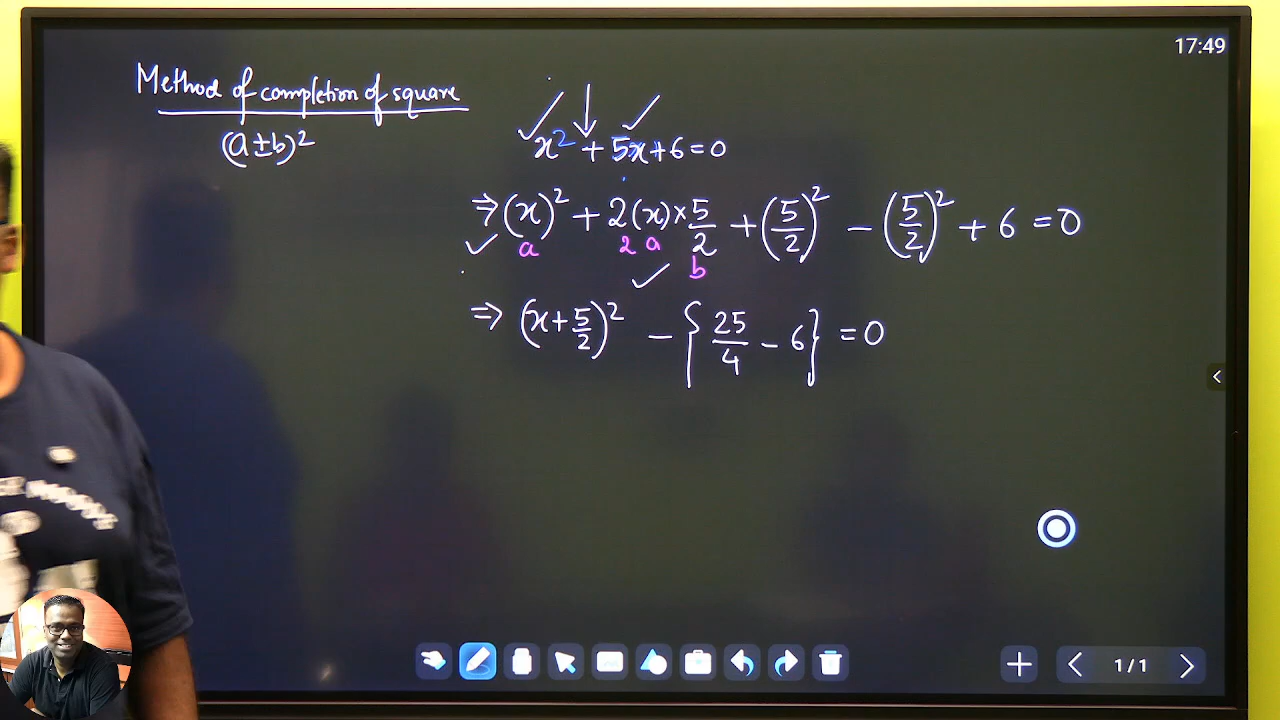 17:49
Method of completion of square
(a±b)²
x² + 5x + 6 = 0
⇒ (x)² + 2(x)×5/2 + (5/2)² − (5/2)² + 6 = 0
a 2 a b
⇒ (x+5/2)² − {25/4 − 6} = 0
1/1